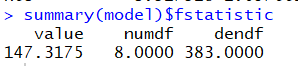 > summary(model)$fstatistic
value numdf dendf
147.3175 8.0000 383.0000